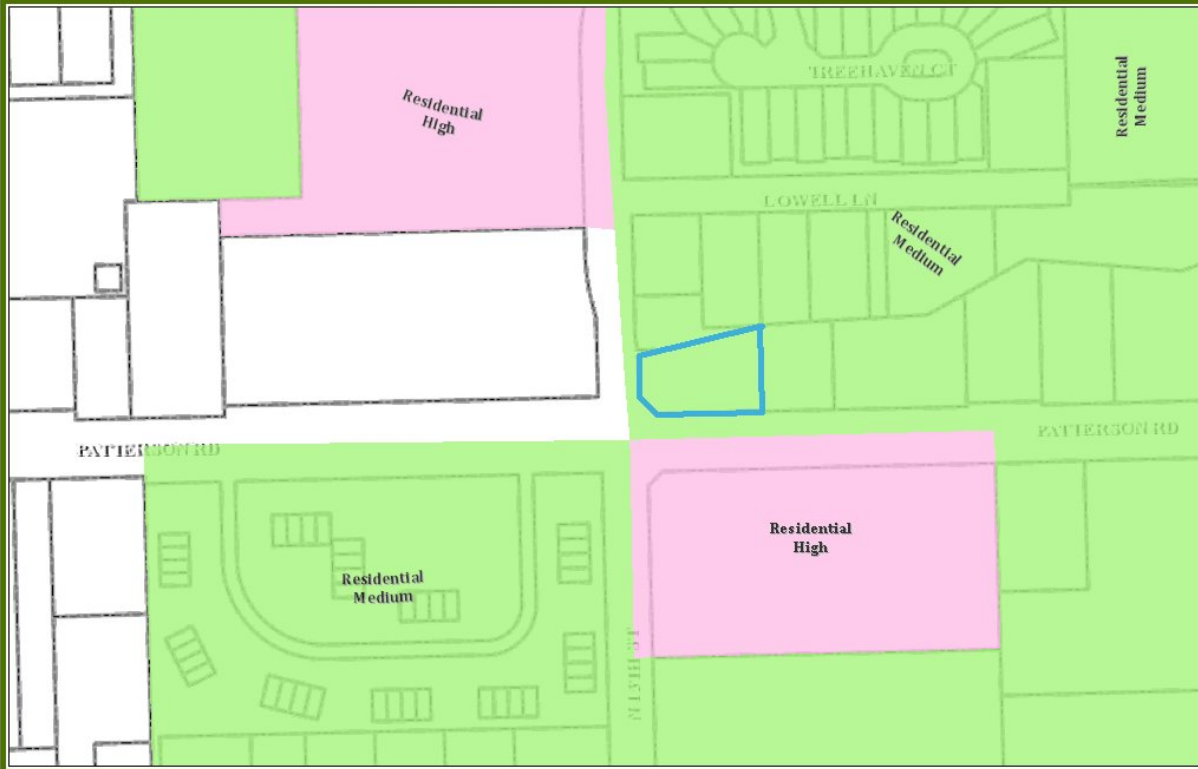 TREEHAVEN CT
Residential
Medium
Residential
High
LOWELL LN
Residential
Medium
PATTERSON RD
PATTERSON RD
Residential
High
Residential
Medium
N 15TH ST